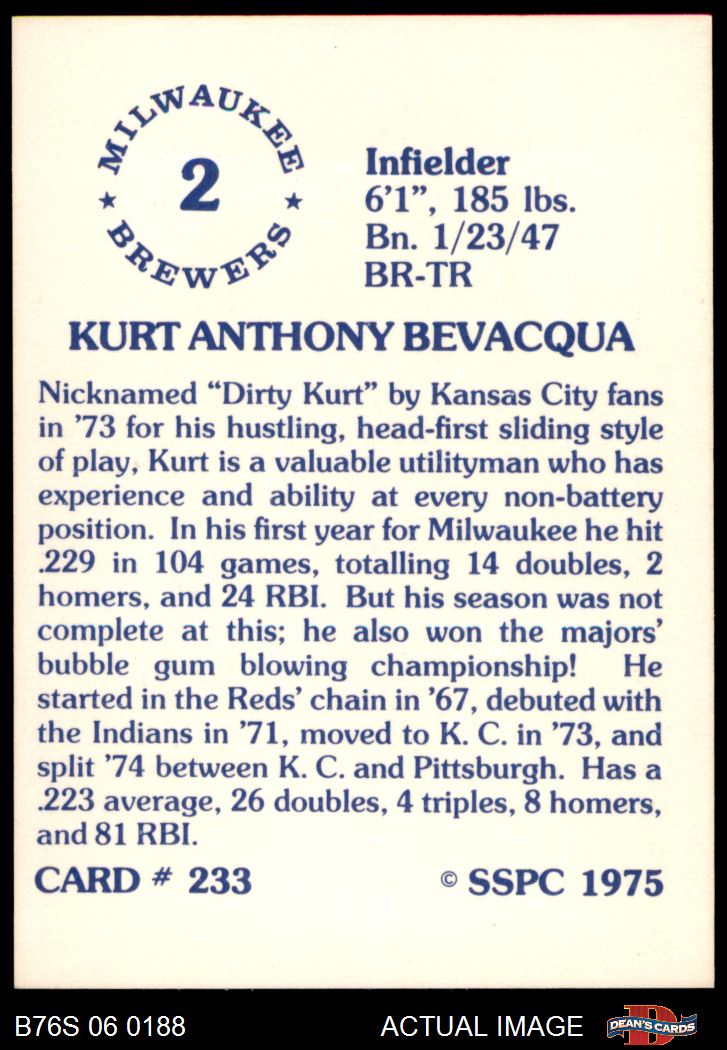 MILWAUKEE
2
★ ★
BREWERS
Infielder
6'1”, 185 lbs.
Bn. 1/23/47
BR-TR
KURT ANTHONY BEVACQUA
Nicknamed “Dirty Kurt” by Kansas City fans
in ’73 for his hustling, head-first sliding style
of play, Kurt is a valuable utilityman who has
experience and ability at every non-battery
position. In his first year for Milwaukee he hit
.229 in 104 games, totalling 14 doubles, 2
homers, and 24 RBI. But his season was not
complete at this; he also won the majors’
bubble gum blowing championship! He
started in the Reds’ chain in ’67, debuted with
the Indians in ’71, moved to K. C. in ’73, and
split ’74 between K. C. and Pittsburgh. Has a
.223 average, 26 doubles, 4 triples, 8 homers,
and 81 RBI.
CARD # 233 © SSPC 1975
B76S 06 0188 ACTUAL IMAGE D DEAN'S CARDS